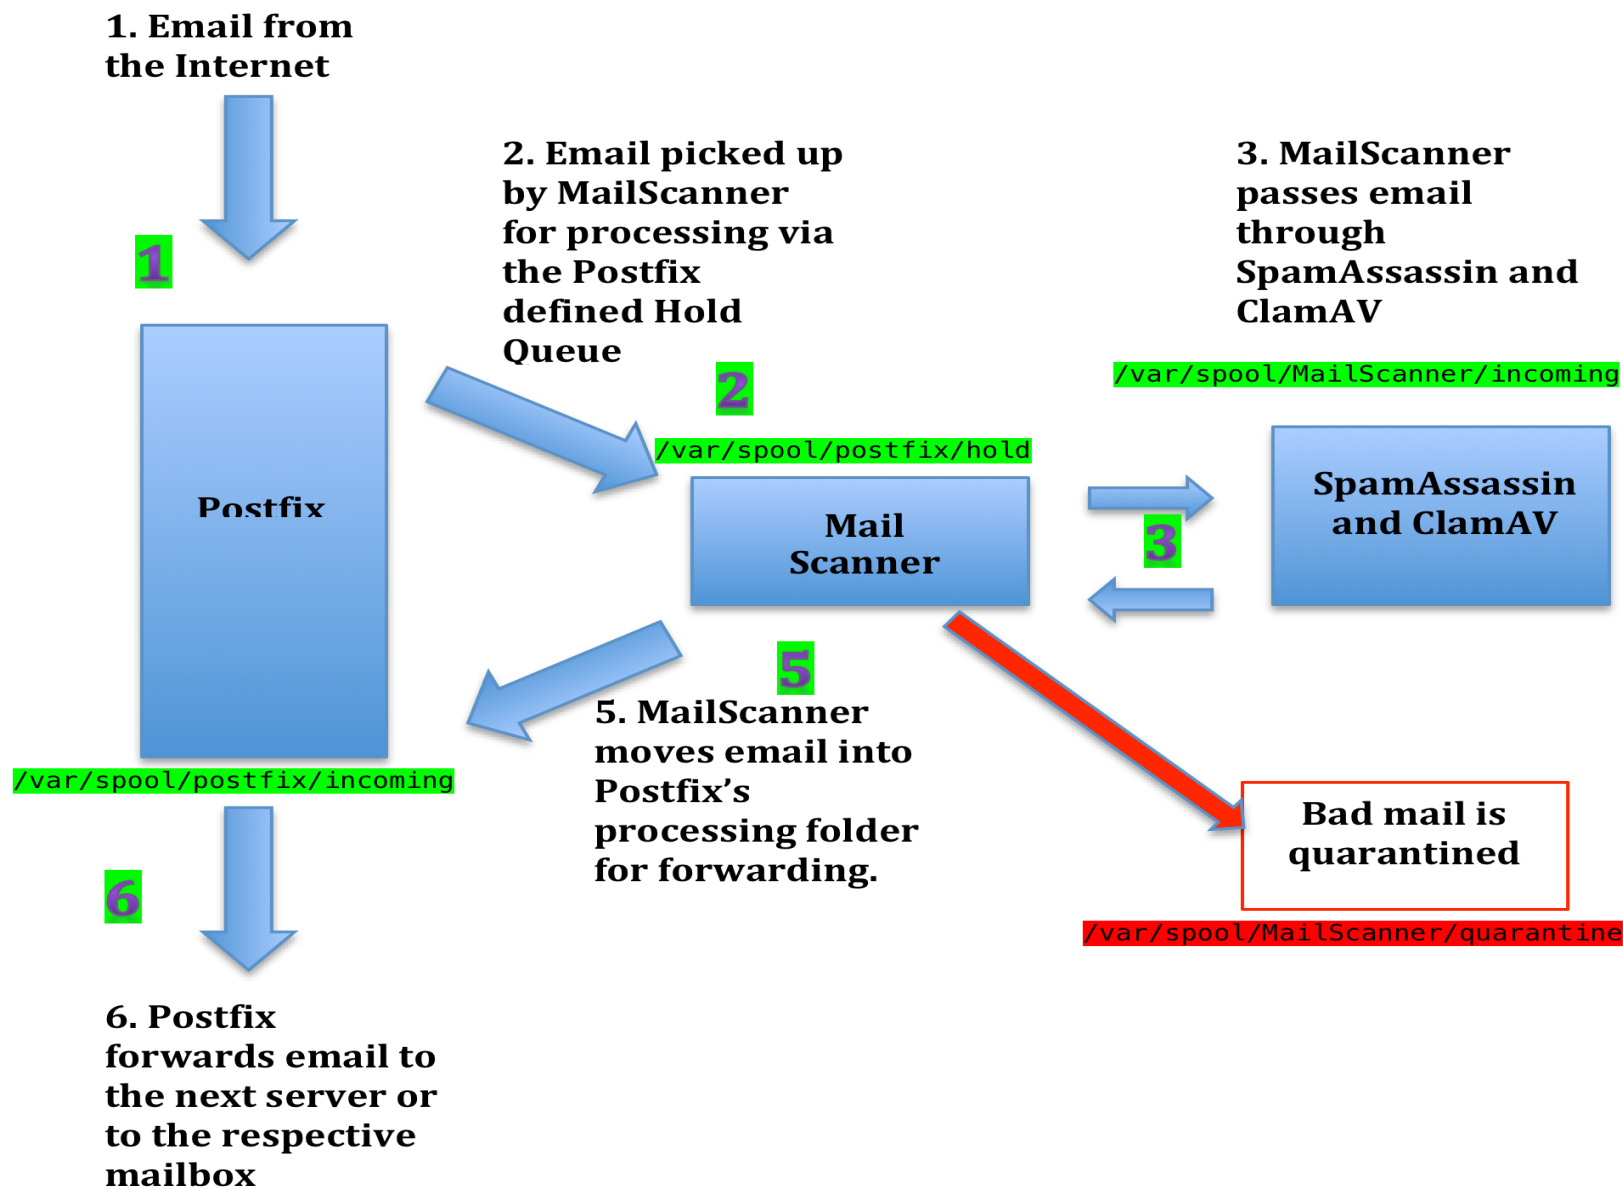 1. Email from
the Internet
1
2. Email picked up
by MailScanner
for processing via
the Postfix
defined Hold
Queue
2
/var/spool/postfix/hold
3. MailScanner
passes email
through
SpamAssassin and
ClamAV
/var/spool/MailScanner/incoming
Postfix
Mail
Scanner
3
SpamAssassin
and ClamAV
5
5. MailScanner
moves email into
Postfix’s
processing folder
for forwarding.
/var/spool/postfix/incoming
Bad mail is
quarantined
/var/spool/MailScanner/quarantine
6
6. Postfix
forwards email to
the next server or
to the respective
mailbox